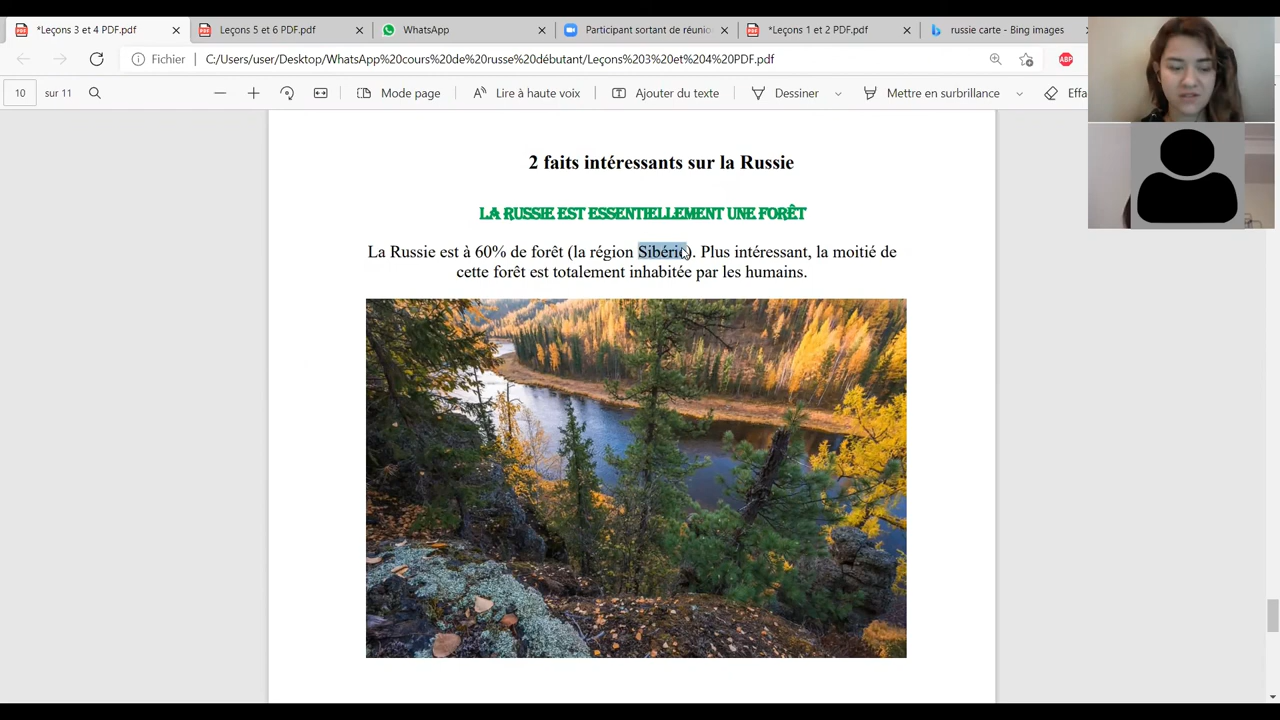 *Leçons 3 et 4 PDF.pdf
Leçons 5 et 6 PDF.pdf
WhatsApp
Participant sortant de réunio
*Leçons 1 et 2 PDF.pdf
russie carte - Bing images
Fichier
C:/Users/user/Desktop/WhatsApp%20cours%20de%20russe%20débutant/Leçons%203%20et%204%20PDF.pdf
ABP
10 sur 11
Mode page
Lire à haute voix
Ajouter du texte
Dessiner
Mettre en surbrillance
Effa
2 faits intéressants sur la Russie
LA RUSSIE EST ESSENTIELLEMENT UNE FORÊT
La Russie est à 60% de forêt (la région Sibérie). Plus intéressant, la moitié de
cette forêt est totalement inhabitée par les humains.